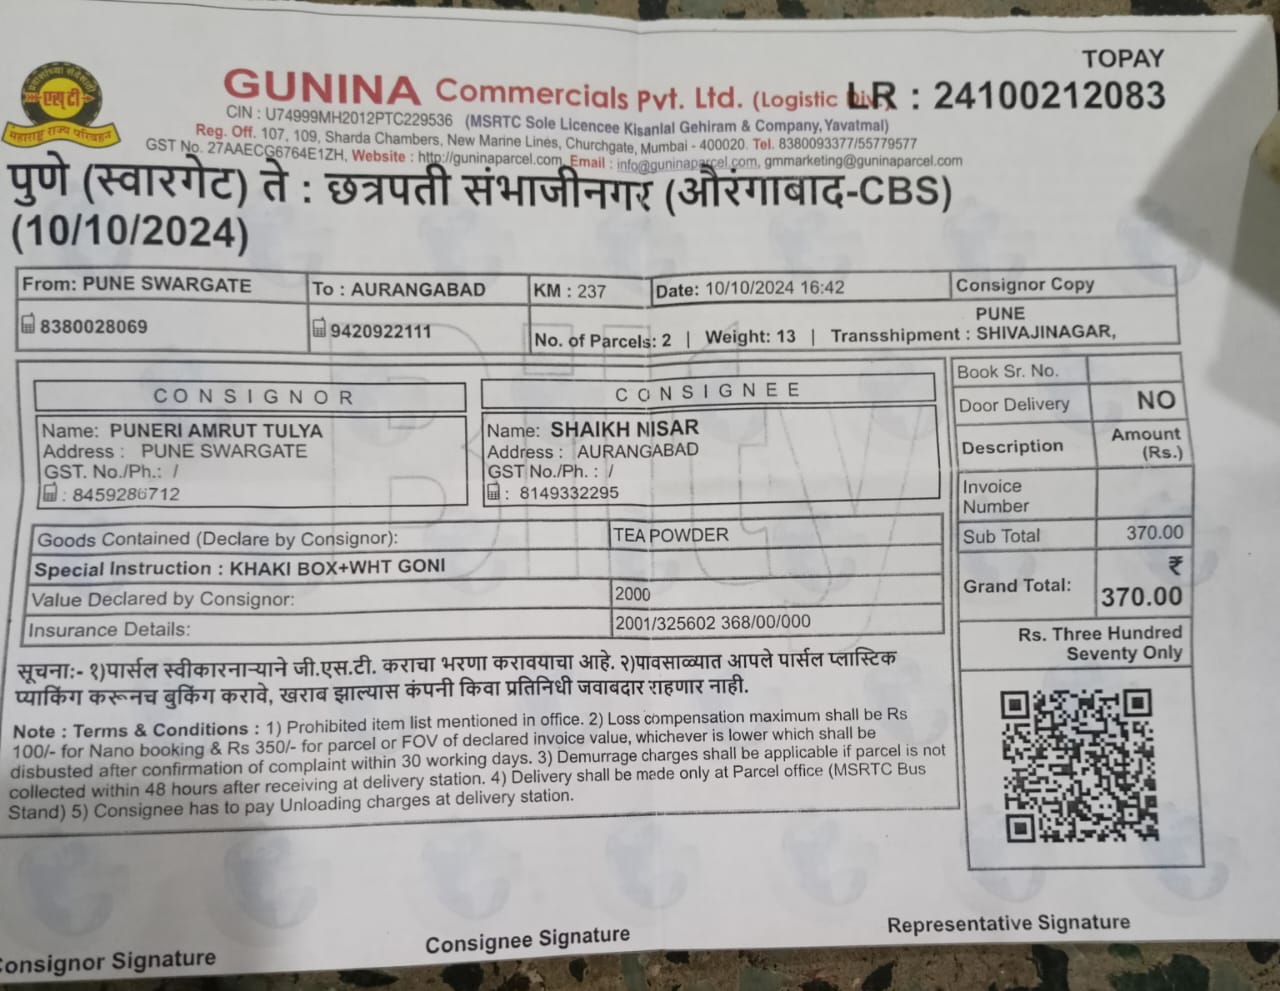 TOPAY
प्रवाशांच्या सेवेसाठी
एस टी
महाराष्ट्र राज्य परिवहन
GUNINA Commercials Pvt. Ltd. (Logistic Div.) LR : 24100212083
CIN : U74999MH2012PTC229536 (MSRTC Sole Licencee Kisanlal Gehiram & Company, Yavatmal)
Reg. Off. 107, 109, Sharda Chambers, New Marine Lines, Churchgate, Mumbai - 400020. Tel. 8380093377/55779577
GST No. 27AAECG6764E1ZH, Website : http://guninaparcel.com, Email : info@guninaparcel.com, gmmarketing@guninaparcel.com
पुणे (स्वारगेट) ते : छत्रपती संभाजीनगर (औरंगाबाद-CBS)
(10/10/2024)
From: PUNE SWARGATE To : AURANGABAD KM : 237 Date: 10/10/2024 16:42 Consignor Copy
8380028069 9420922111 No. of Parcels: 2 | Weight: 13 | Transshipment : PUNE SHIVAJINAGAR,
Bilty
CONSIGNOR
Name: PUNERI AMRUT TULYA
Address : PUNE SWARGATE
GST. No./Ph.: /
: 8459286712
CONSIGNEE
Name: SHAIKH NISAR
Address : AURANGABAD
GST No./Ph. : /
: 8149332295
Goods Contained (Declare by Consignor): TEA POWDER
Special Instruction : KHAKI BOX+WHT GONI
Value Declared by Consignor: 2000
Insurance Details: 2001/325602 368/00/000
Book Sr. No.
Door Delivery NO
Description Amount (Rs.)
Invoice Number
Sub Total 370.00
Grand Total: ₹ 370.00
Rs. Three Hundred
Seventy Only
सूचना:- १)पार्सल स्वीकारनाऱ्याने जी.एस.टी. कराचा भरणा करावयाचा आहे. २)पावसाळ्यात आपले पार्सल प्लास्टिक
प्याकिंग करूनच बुकिंग करावे, खराब झाल्यास कंपनी किवा प्रतिनिधी जवाबदार राहणार नाही.
Note : Terms & Conditions : 1) Prohibited item list mentioned in office. 2) Loss compensation maximum shall be Rs
100/- for Nano booking & Rs 350/- for parcel or FOV of declared invoice value, whichever is lower which shall be
disbusted after confirmation of complaint within 30 working days. 3) Demurrage charges shall be applicable if parcel is not
collected within 48 hours after receiving at delivery station. 4) Delivery shall be made only at Parcel office (MSRTC Bus
Stand) 5) Consignee has to pay Unloading charges at delivery station.
Consignor Signature Consignee Signature Representative Signature